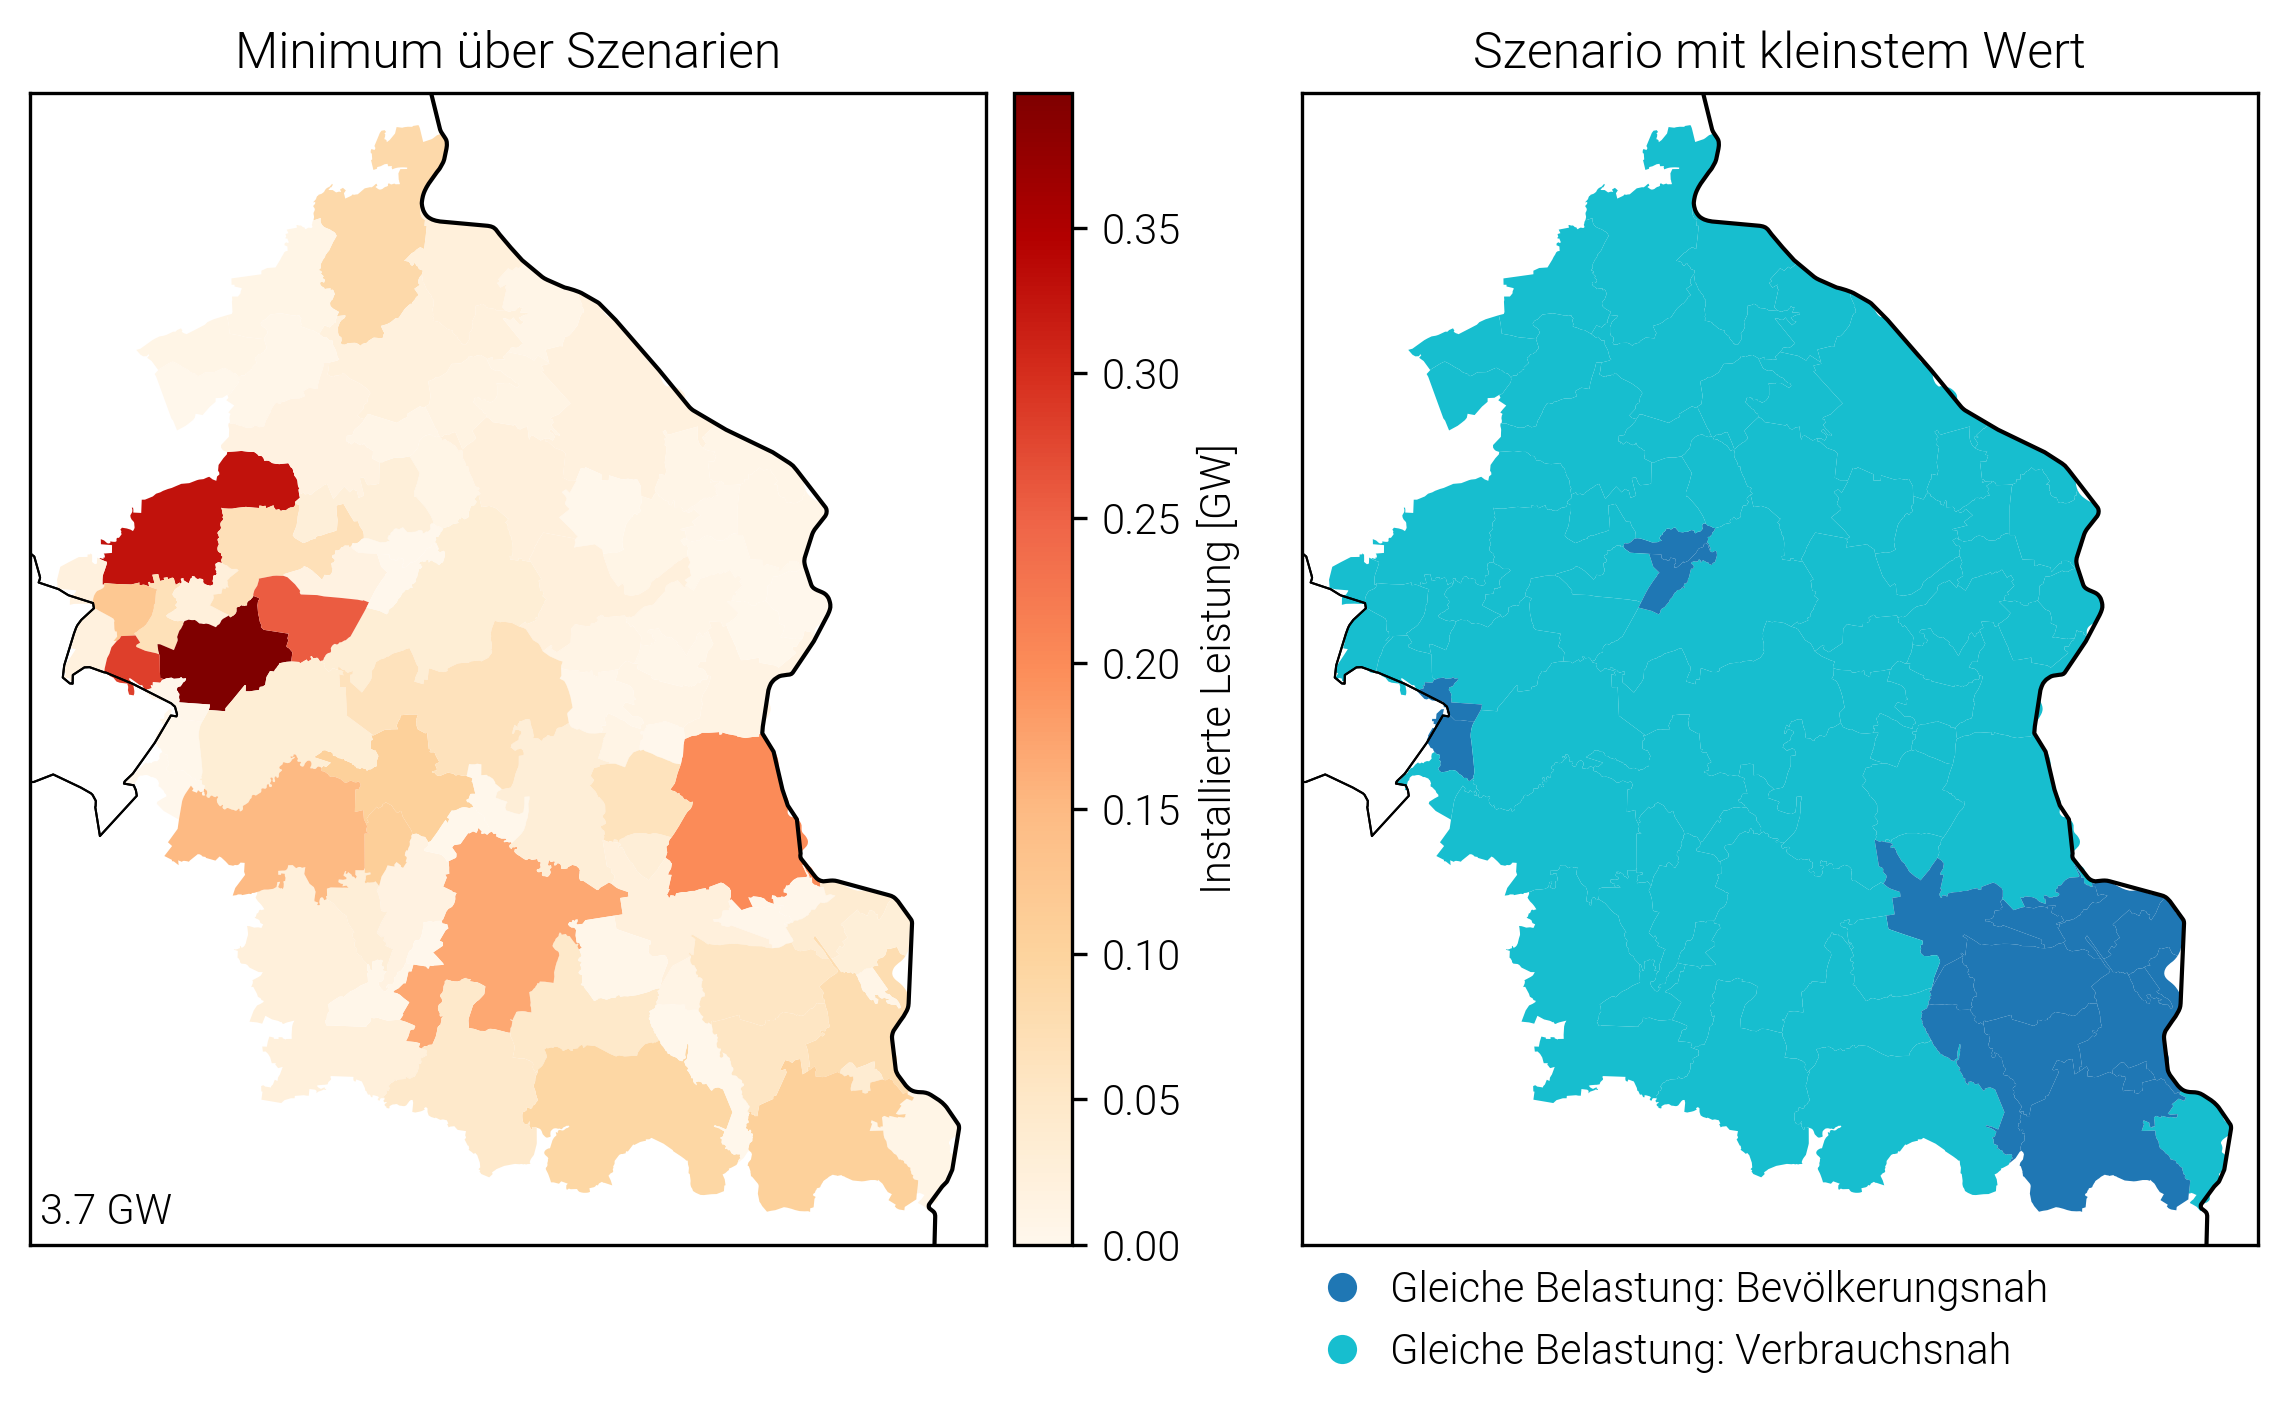 Minimum über Szenarien
Szenario mit kleinstem Wert
0.35
0.30
0.25
0.20
0.15
0.10
0.05
0.00
Installierte Leistung [GW]
3.7 GW
Gleiche Belastung: Bevölkerungsnah
Gleiche Belastung: Verbrauchsnah